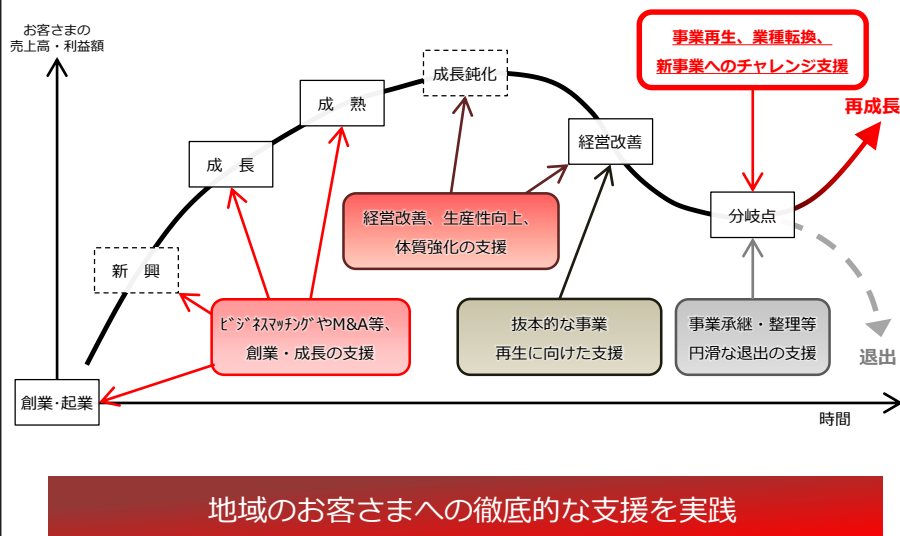 お客さまの
売上高・利益額
事業再生、業種転換、
新事業へのチャレンジ支援
成長鈍化
成　熟
再成長
経営改善
成　長
経営改善、生産性向上、
体質強化の支援
分岐点
新　興
ﾋﾞｼﾞﾈｽﾏｯﾁﾝｸﾞやM&A等、
創業・成長の支援
抜本的な事業
再生に向けた支援
事業承継・整理等
円滑な退出の支援
退出
創業･起業
時間
地域のお客さまへの徹底的な支援を実践